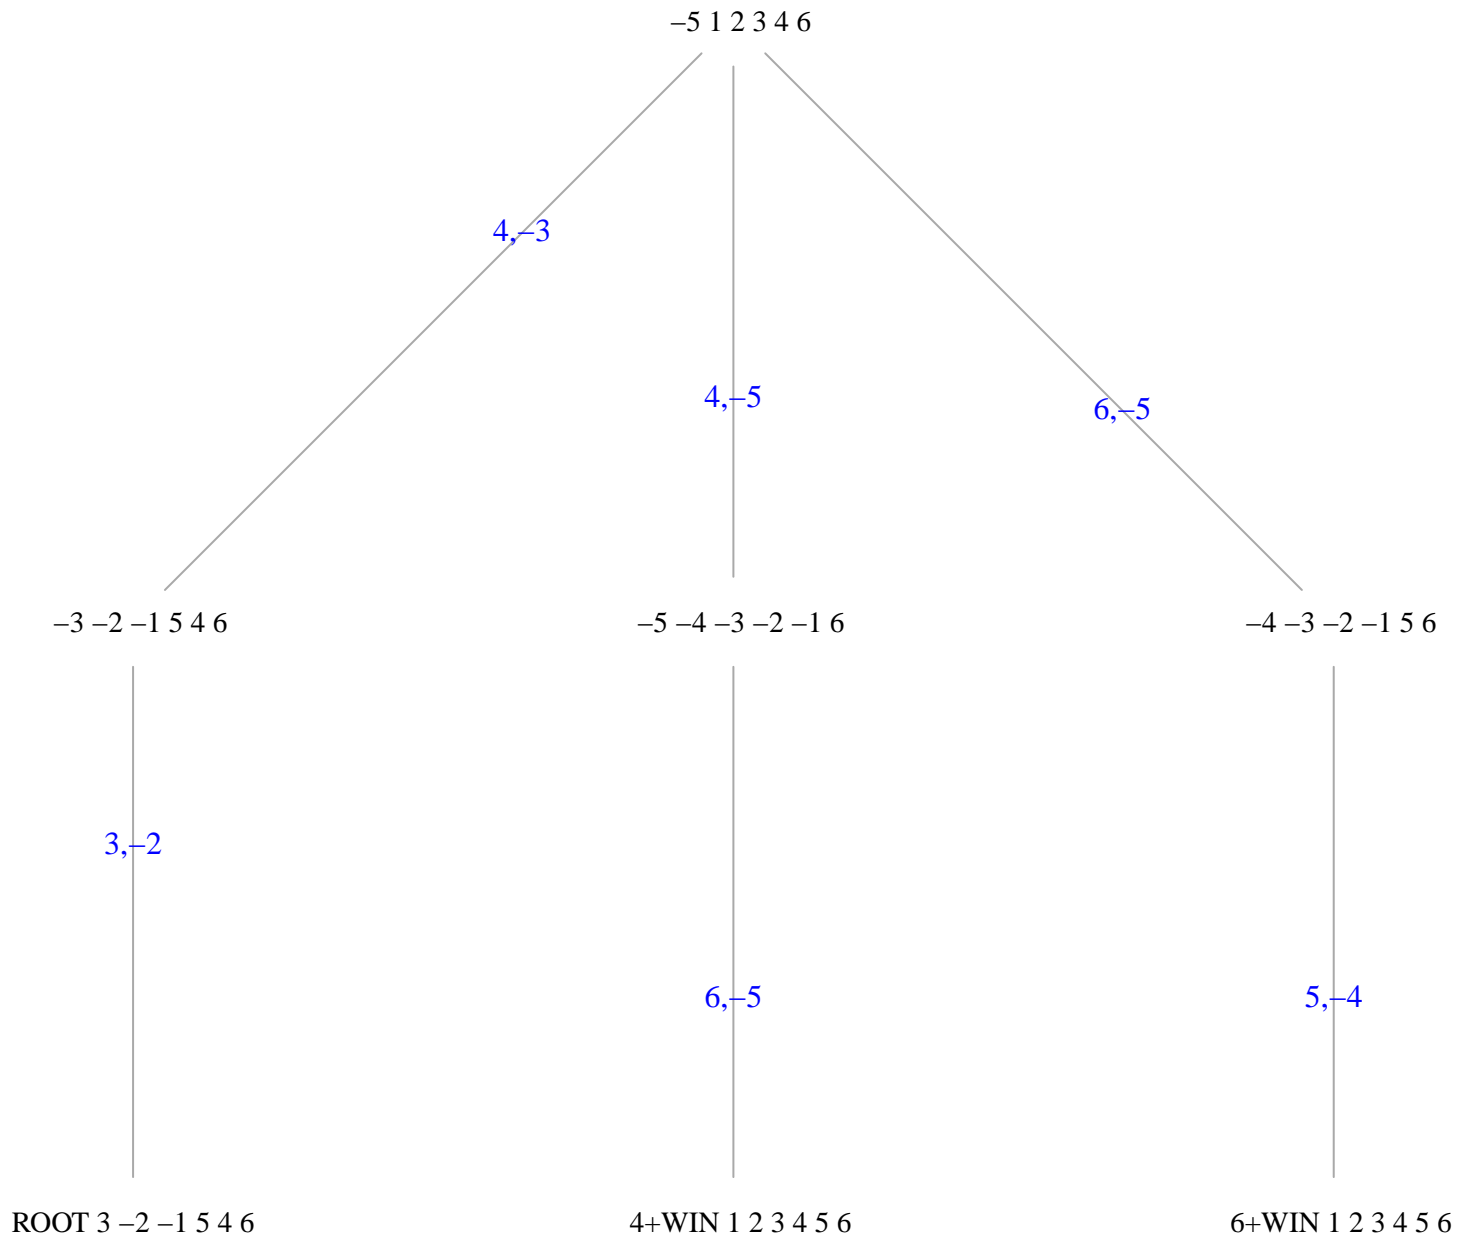 –5 1 2 3 4 6
4,–3
4,–5
6,–5
–3 –2 –1 5 4 6
–5 –4 –3 –2 –1 6
–4 –3 –2 –1 5 6
3,–2
6,–5
5,–4
ROOT 3 –2 –1 5 4 6
4+WIN 1 2 3 4 5 6
6+WIN 1 2 3 4 5 6